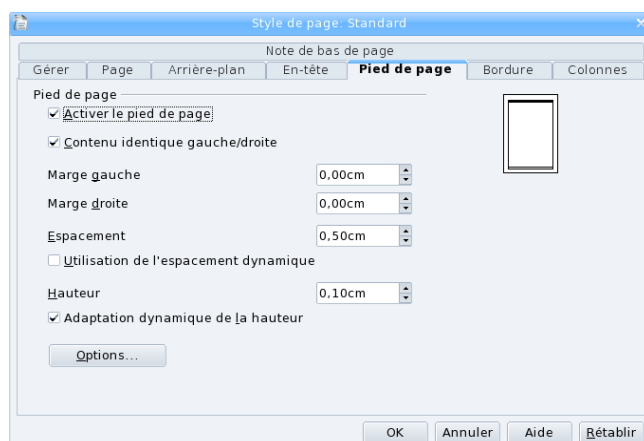 Style de page: Standard
Note de bas de page
Gérer Page Arrière-plan En-tête Pied de page Bordure Colonnes
Pied de page
Activer le pied de page
Contenu identique gauche/droite
Marge gauche 0,00cm
Marge droite 0,00cm
Espacement 0,50cm
Utilisation de l'espacement dynamique
Hauteur 0,10cm
Adaptation dynamique de la hauteur
Options...
OK Annuler Aide Rétablir